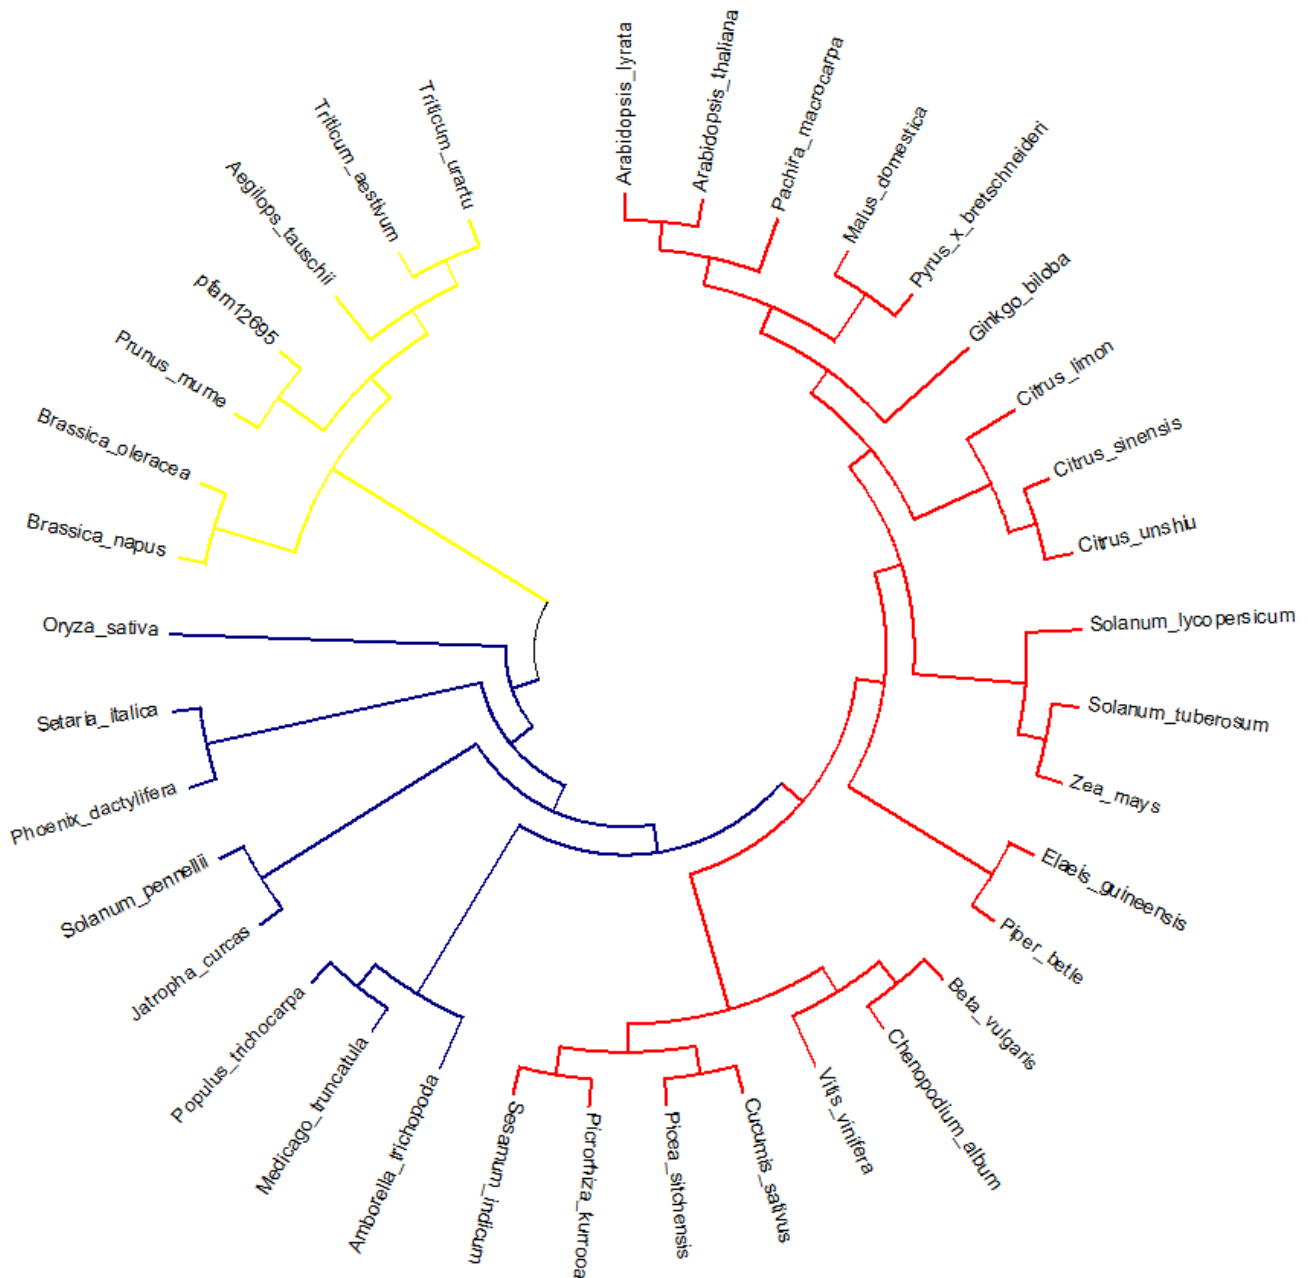 Arabidopsis_lyrata
Arabidopsis_thaliana
Pachira_macrocarpa
Malus_domestica
Pyrus_x_bretschneideri
Ginkgo_biloba
Citrus_limon
Citrus_sinensis
Citrus_unshiu
Solanum_lycopersicum
Solanum_tuberosum
Zea_mays
Elaeis_guineensis
Piper_betle
Beta_vulgaris
Chenopodium_album
Vitis_vinifera
Cucumis_sativus
Picea_sitchensis
Picrorhiza_kurrooa
Sesamum_indicum
Amborella_trichopoda
Medicago_truncatula
Populus_trichocarpa
Jatropha_curcas
Solanum_pennellii
Phoenix_dactylifera
Setaria_italica
Oryza_sativa
Brassica_napus
Brassica_oleracea
Prunus_mume
pfam12695
Aegilops_tauschii
Triticum_aestivum
Triticum_urartu